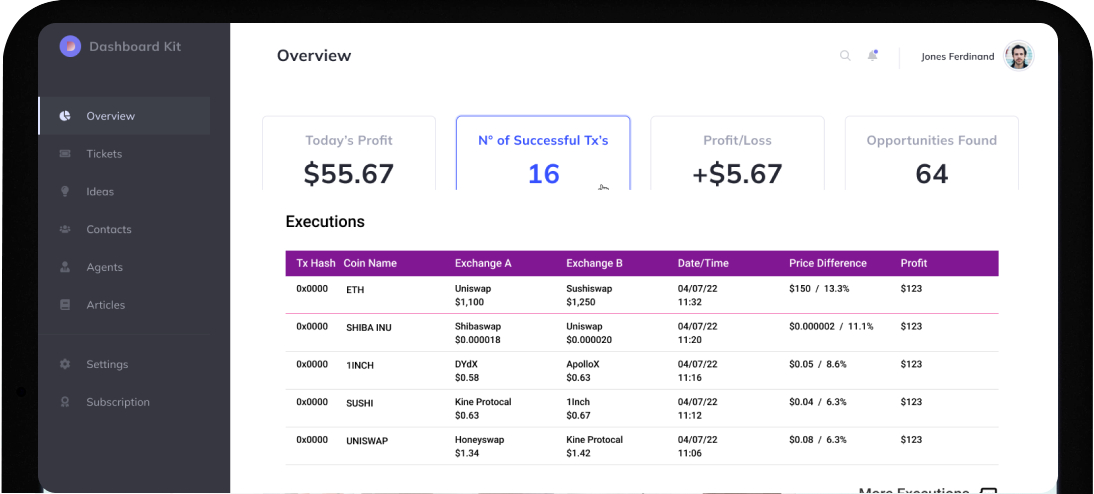 Dashboard Kit
Overview
Jones Ferdinand
Overview
Tickets
Ideas
Contacts
Agents
Articles
Settings
Subscription
Today's Profit
$55.67
N° of Successful Tx's
16
Profit/Loss
+$5.67
Opportunities Found
64
Executions
Tx Hash Coin Name Exchange A Exchange B Date/Time Price Difference Profit
0x0000 ETH Uniswap Sushiswap 04/07/22 $150 / 13.3% $123
$1,100 $1,250 11:32
0x0000 SHIBA INU Shibaswap Uniswap 04/07/22 $0.000002 / 11.1% $123
$0.000018 $0.000020 11:20
0x0000 1INCH DYdX ApolloX 04/07/22 $0.05 / 8.6% $123
$0.58 $0.63 11:16
0x0000 SUSHI Kine Protocal 1Inch 04/07/22 $0.04 / 6.3% $123
$0.63 $0.67 11:12
0x0000 UNISWAP Honeyswap Kine Protocal 04/07/22 $0.08 / 6.3% $123
$1.34 $1.42 11:06
More Executions